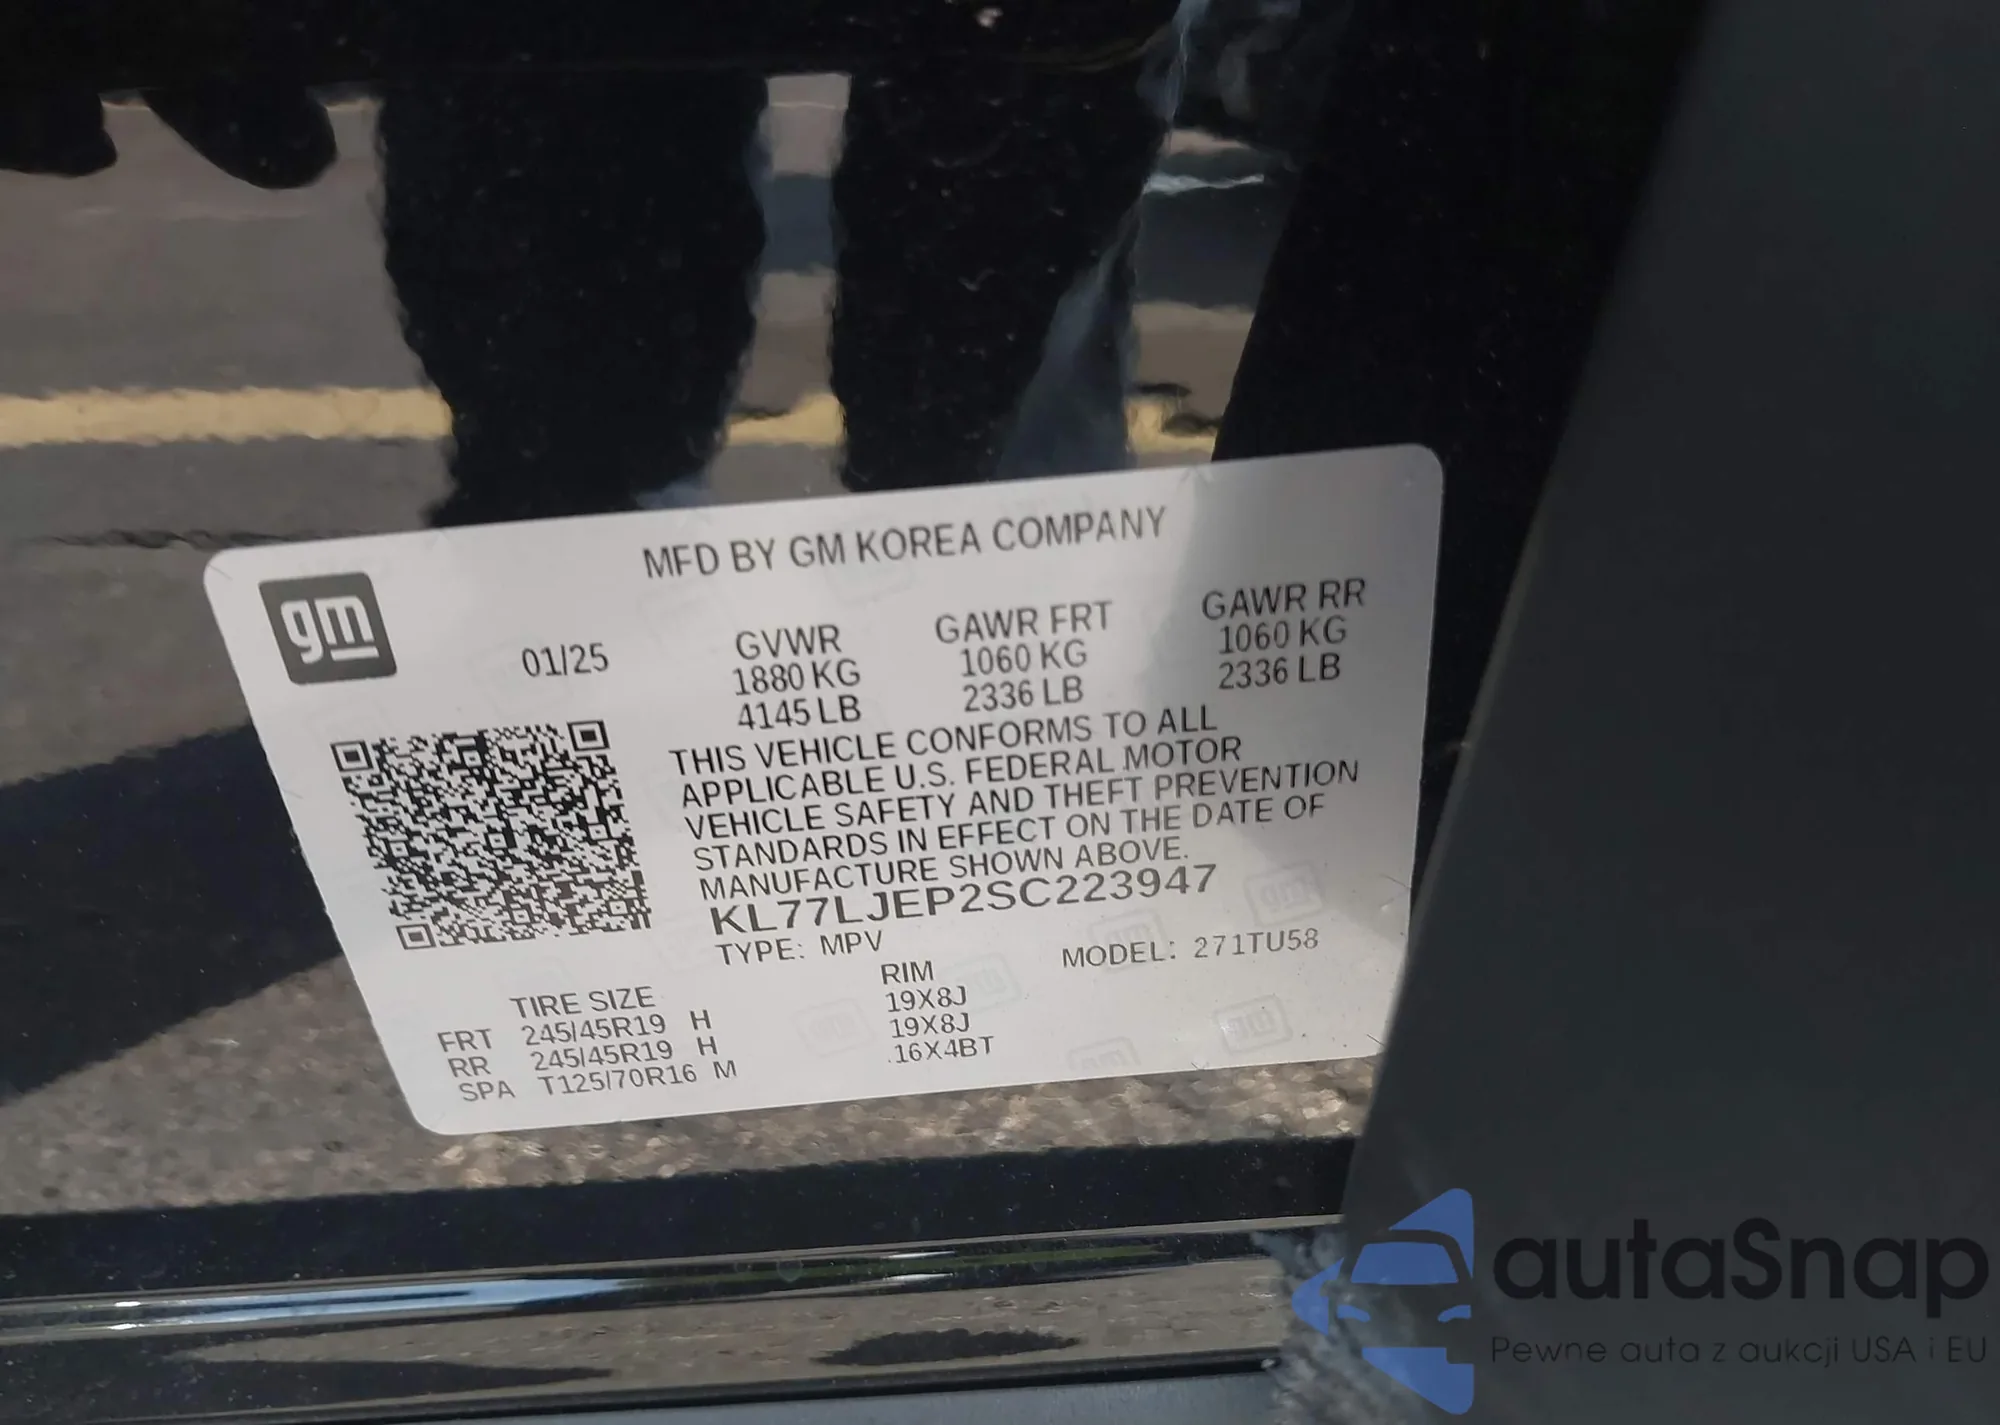 MFD BY GM KOREA COMPANY
gm
01/25
GVWR
1880 KG
4145 LB
GAWR FRT
1060 KG
2336 LB
GAWR RR
1060 KG
2336 LB
THIS VEHICLE CONFORMS TO ALL
APPLICABLE U.S. FEDERAL MOTOR
VEHICLE SAFETY AND THEFT PREVENTION
STANDARDS IN EFFECT ON THE DATE OF
MANUFACTURE SHOWN ABOVE.
KL77LJEP2SC223947
TYPE: MPV
MODEL: 271TU58
TIRE SIZE RIM
FRT 245/45R19 H 19X8J
RR 245/45R19 H 19X8J
SPA T125/70R16 M 16X4BT
autaSnap
Pewne auta z aukcji USA i EU